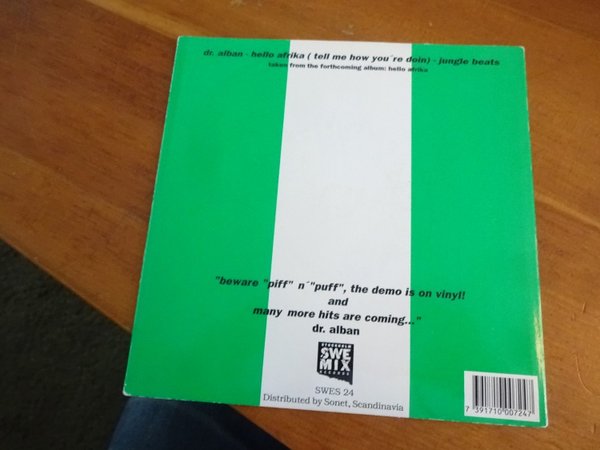 dr. alban - hello afrika ( tell me how you´re doin) - jungle beats
taken from the forthcoming album: hello afrika
"beware "piff" n´"puff", the demo is on vinyl!
and
many more hits are coming..."
dr. alban
SWE
MIX
RECORDS
SWES 24
Distributed by Sonet, Scandinavia
7 391710 007247